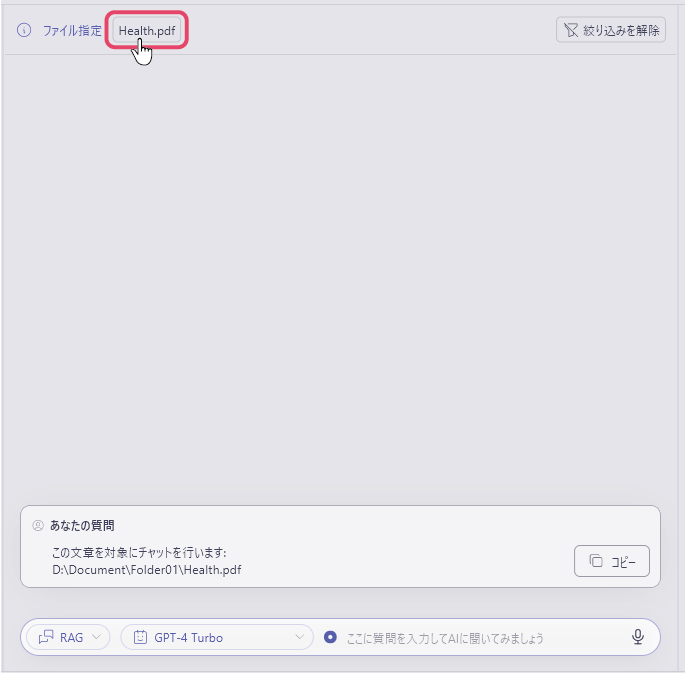 ファイル指定 Health.pdf 絞り込みを解除
あなたの質問
この文章を対象にチャットを行います:
D:\Document\Folder01\Health.pdf
コピー
RAG GPT-4 Turbo ここに質問を入力してAIに聞いてみましょう